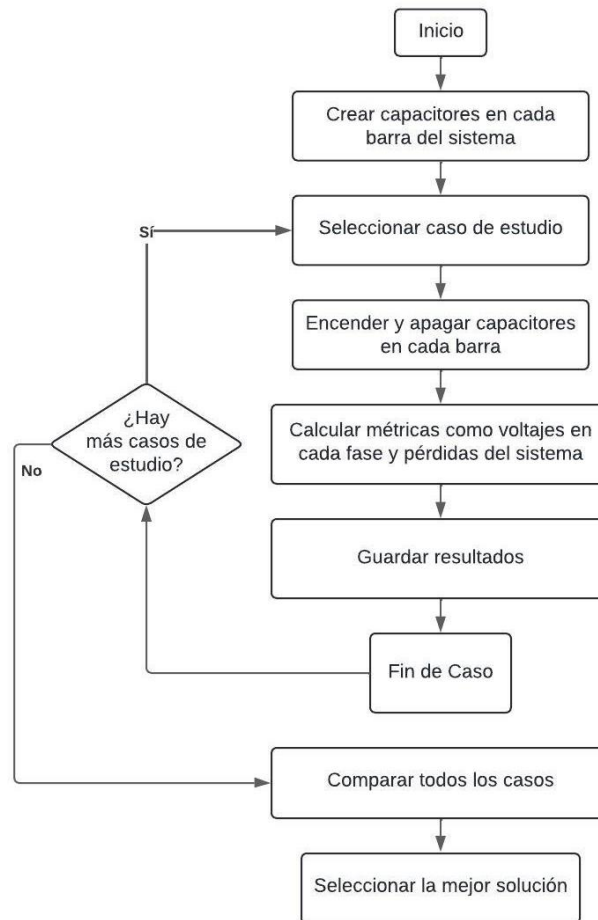 Inicio
Crear capacitores en cada
barra del sistema
Seleccionar caso de estudio
Sí
Encender y apagar capacitores
en cada barra
Calcular métricas como voltajes en
cada fase y pérdidas del sistema
¿Hay
más casos de
estudio?
No
Guardar resultados
Fin de Caso
Comparar todos los casos
Seleccionar la mejor solución